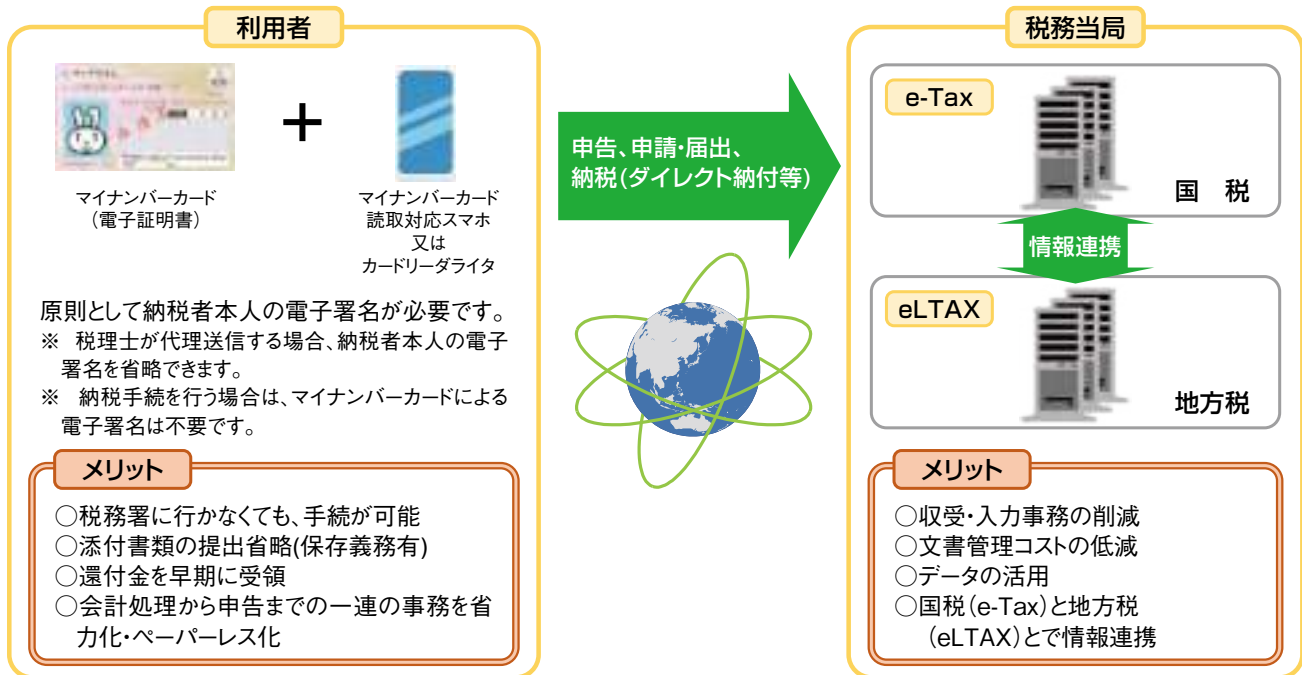 利用者
マイナンバーカード
（電子証明書）
＋
マイナンバーカード
読取対応スマホ
又は
カードリーダライタ
原則として納税者本人の電子署名が必要です。
※　税理士が代理送信する場合、納税者本人の電子
署名を省略できます。
※　納税手続を行う場合は、マイナンバーカードによる
電子署名は不要です。
メリット
○税務署に行かなくても、手続が可能
○添付書類の提出省略(保存義務有)
○還付金を早期に受領
○会計処理から申告までの一連の事務を省
力化・ペーパーレス化
申告、申請・届出、
納税(ダイレクト納付等)
税務当局
e-Tax
国　税
情報連携
eLTAX
地方税
メリット
○収受・入力事務の削減
○文書管理コストの低減
○データの活用
○国税（e-Tax）と地方税
（eLTAX）とで情報連携